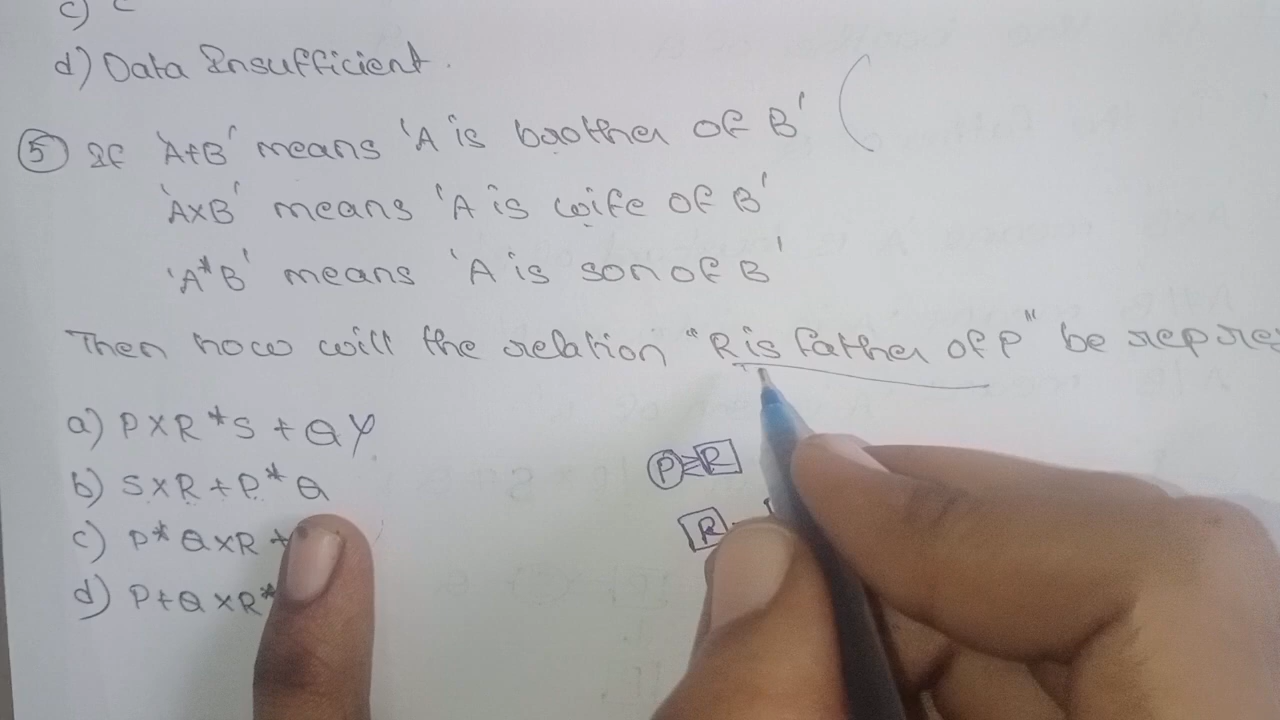 c) c
d) Data Insufficient.
⑤ If 'A+B' means 'A is brother of B'
'A×B' means 'A is wife of B'
'A*B' means 'A is son of B'
Then how will the relation "R is father of P" be repre
a) P×R*S+Q
b) S×R+P*Q
c) P*Q×R+
d) P+Q×R*
P R
R